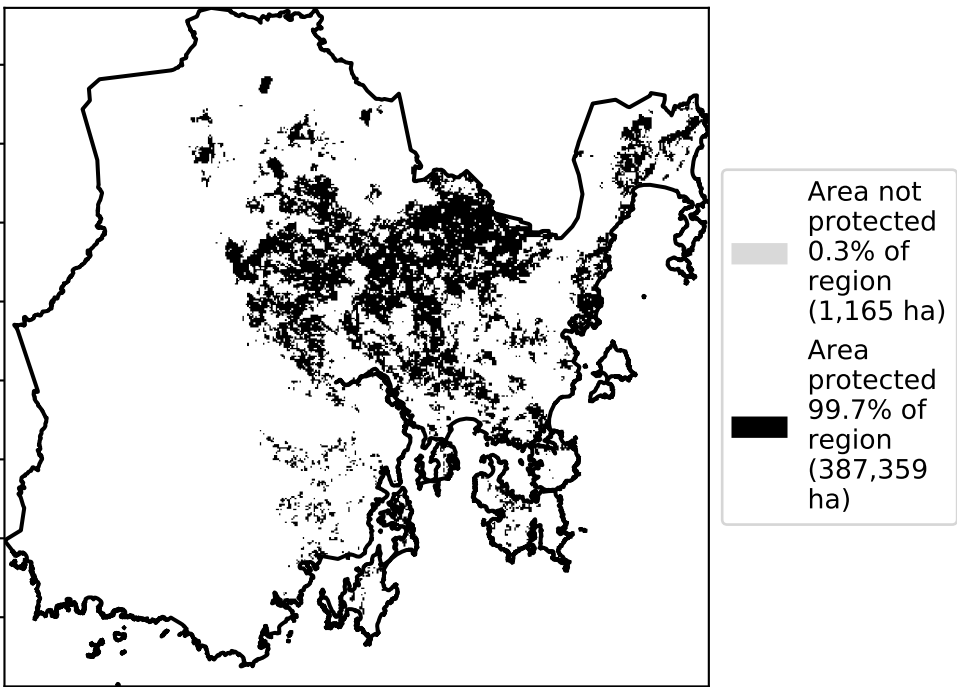 Area not
protected
0.3% of
region
(1,165 ha)
Area
protected
99.7% of
region
(387,359
ha)